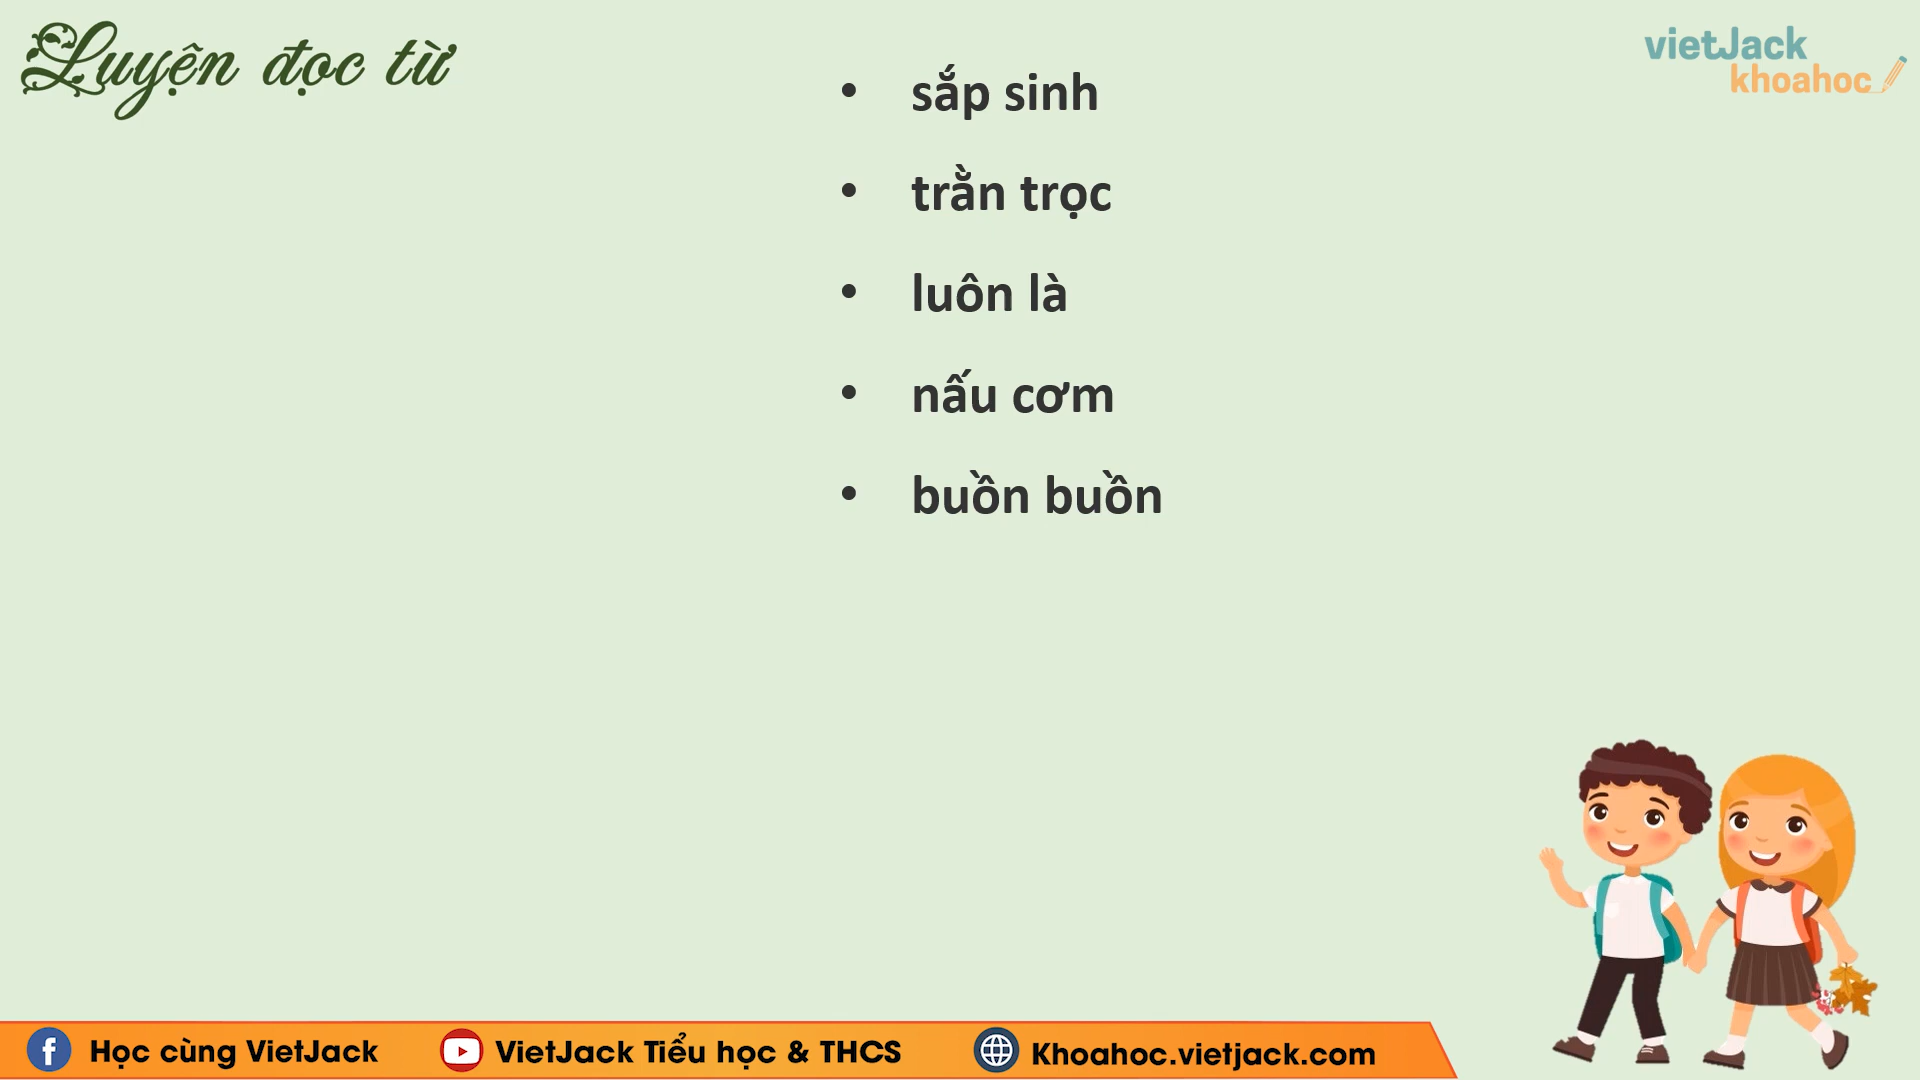 Luyện đọc từ
vietJack
khoahoc
• sắp sinh
• trằn trọc
• luôn là
• nấu cơm
• buồn buồn
Học cùng VietJack
VietJack Tiểu học & THCS
Khoahoc.vietjack.com